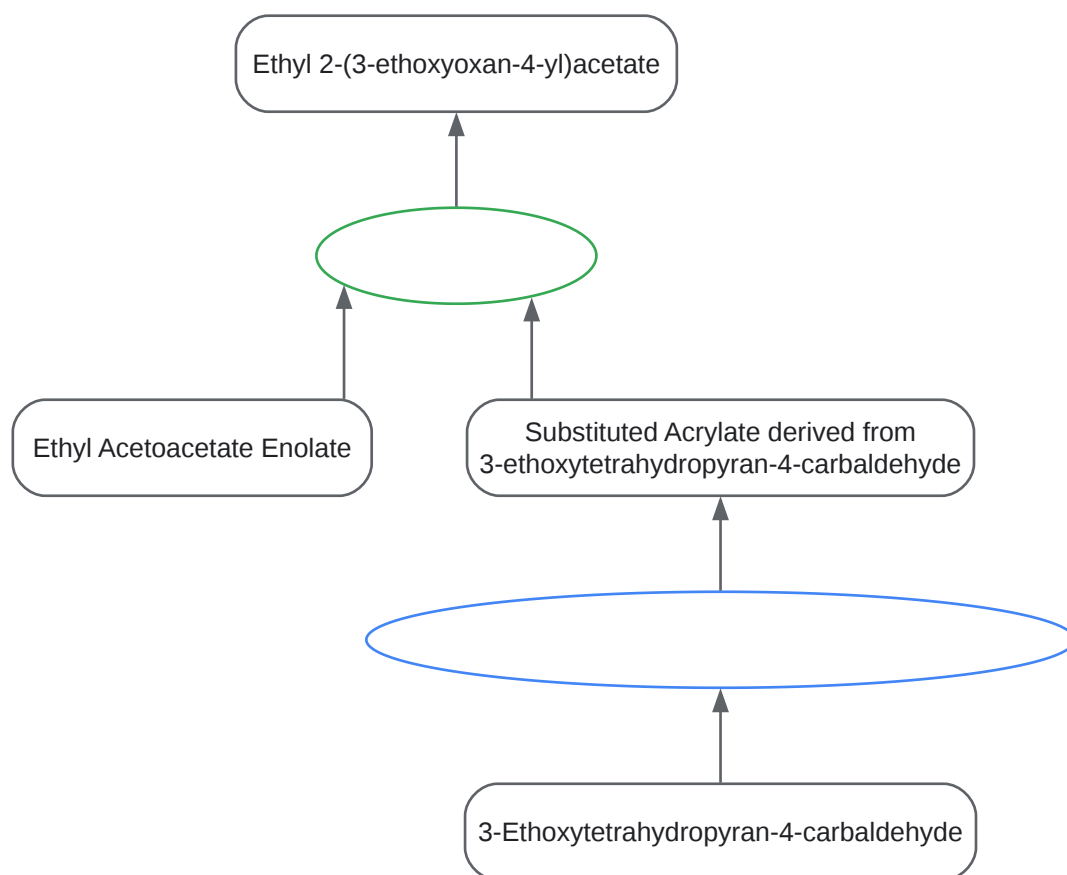 Ethyl 2-(3-ethoxyoxan-4-yl)acetate
Ethyl Acetoacetate Enolate
Substituted Acrylate derived from
3-ethoxytetrahydropyran-4-carbaldehyde
3-Ethoxytetrahydropyran-4-carbaldehyde